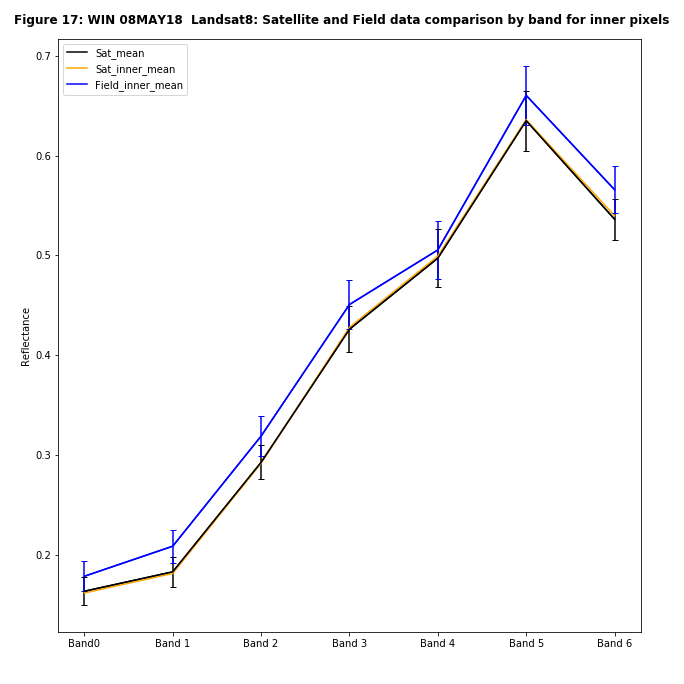 Figure 17: WIN 08MAY18  Landsat8: Satellite and Field data comparison by band for inner pixels
Sat_mean
Sat_inner_mean
Field_inner_mean
0.7
0.6
0.5
0.4
0.3
0.2
Reflectance
Band0 Band 1 Band 2 Band 3 Band 4 Band 5 Band 6